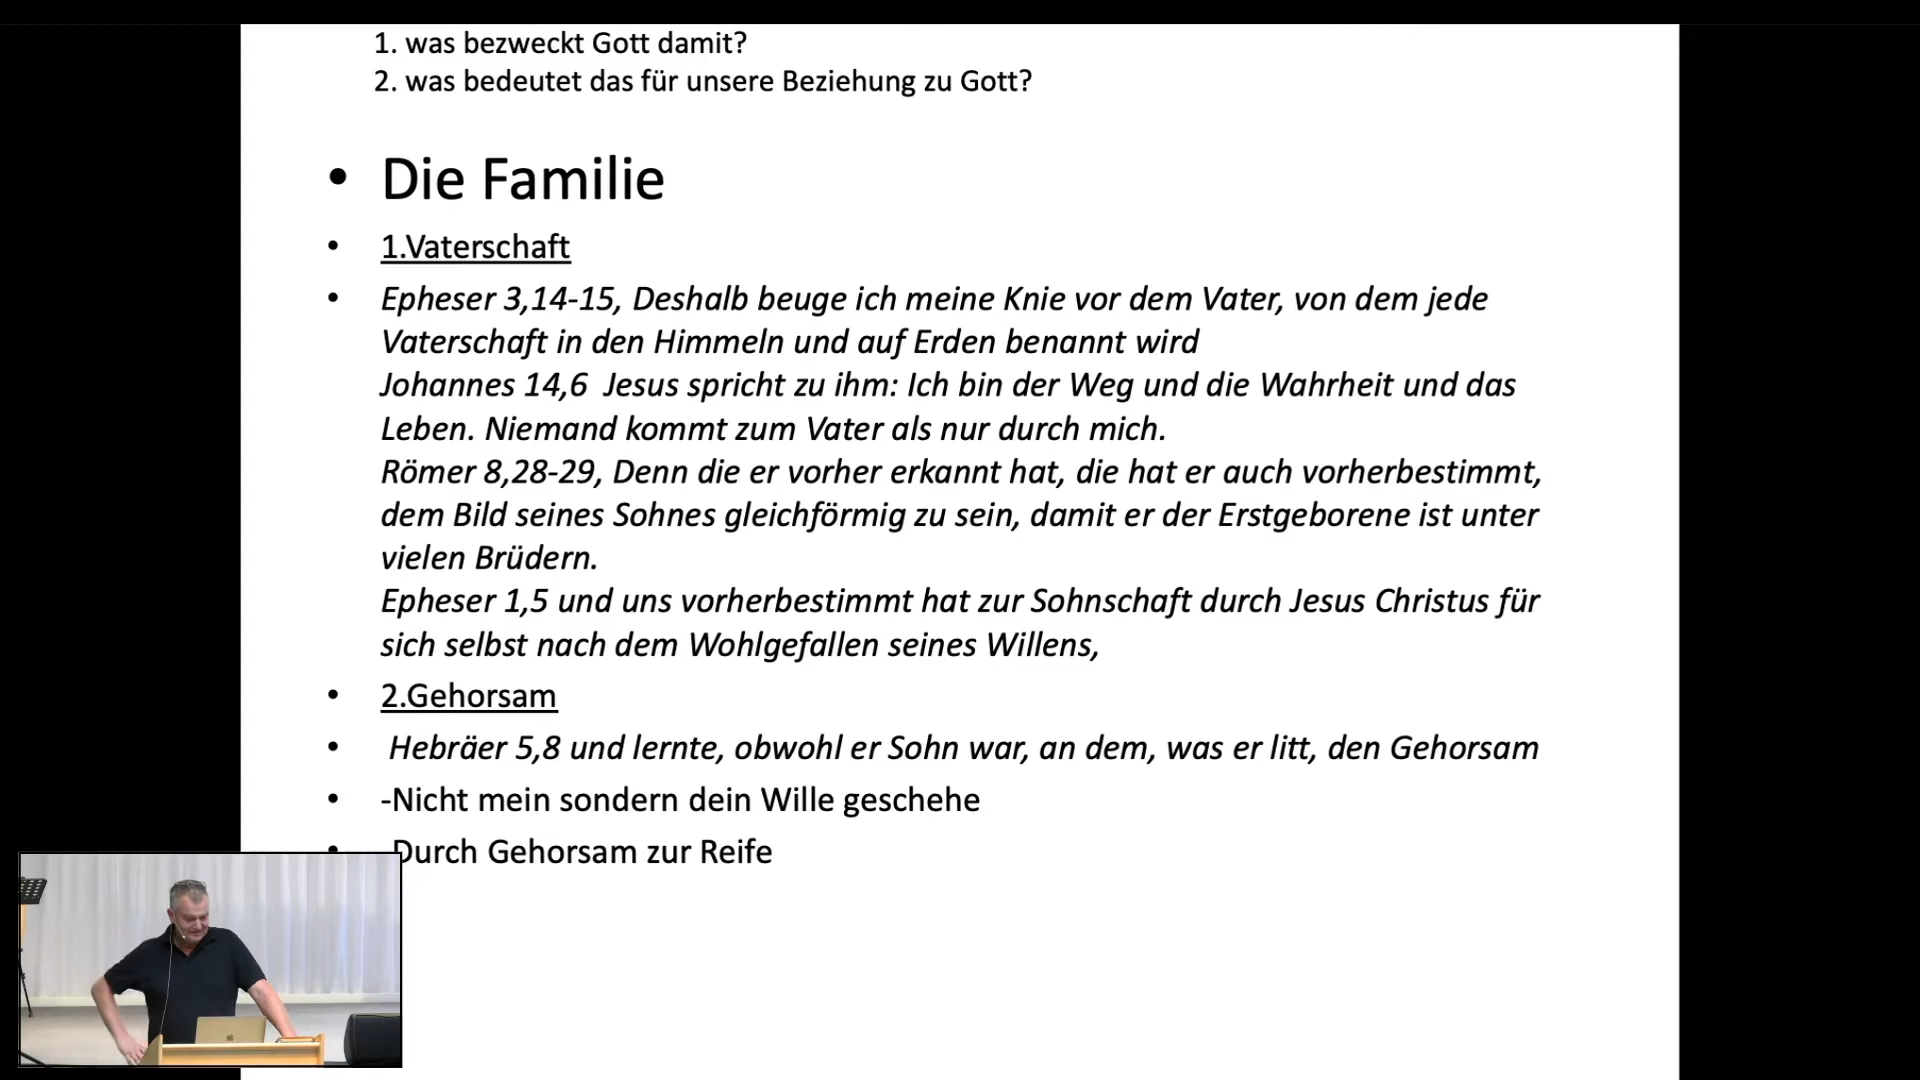 1. was bezweckt Gott damit?
2. was bedeutet das für unsere Beziehung zu Gott?
• Die Familie
• 1.Vaterschaft
• Epheser 3,14-15, Deshalb beuge ich meine Knie vor dem Vater, von dem jede
Vaterschaft in den Himmeln und auf Erden benannt wird
Johannes 14,6  Jesus spricht zu ihm: Ich bin der Weg und die Wahrheit und das
Leben. Niemand kommt zum Vater als nur durch mich.
Römer 8,28-29, Denn die er vorher erkannt hat, die hat er auch vorherbestimmt,
dem Bild seines Sohnes gleichförmig zu sein, damit er der Erstgeborene ist unter
vielen Brüdern.
Epheser 1,5 und uns vorherbestimmt hat zur Sohnschaft durch Jesus Christus für
sich selbst nach dem Wohlgefallen seines Willens,
• 2.Gehorsam
• Hebräer 5,8 und lernte, obwohl er Sohn war, an dem, was er litt, den Gehorsam
• -Nicht mein sondern dein Wille geschehe
• -Durch Gehorsam zur Reife